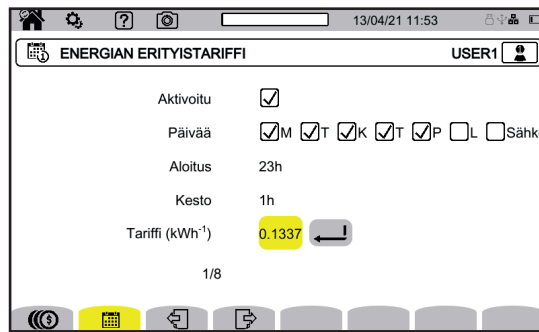 13/04/21 11:53
ENERGIAN ERITYISTARIFFI USER1
Aktivoitu
Päivää M T K T P L Sähk
Aloitus 23h
Kesto 1h
Tariffi (kWh⁻¹) 0.1337
1/8